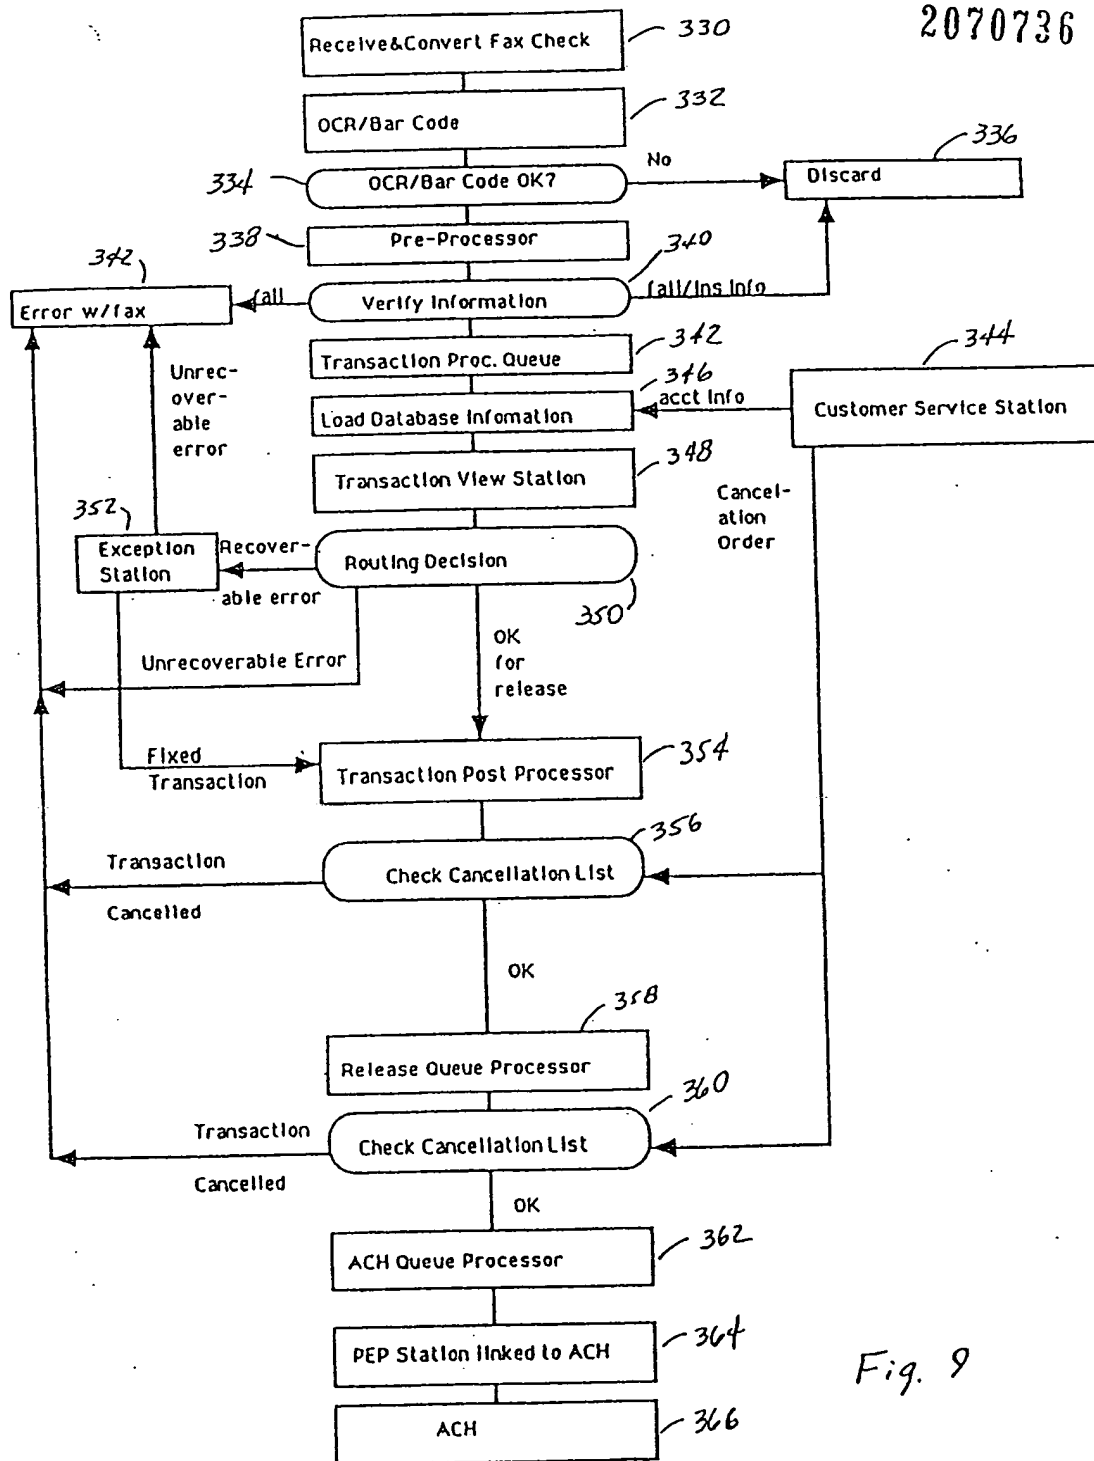 2070736
Receive&Convert Fax Check
330
OCR/Bar Code
332
334
OCR/Bar Code OK?
No
Discard
336
338
Pre-Processor
342
340
Error w/fax
fail
Verify Information
fail/ins info
Transaction Proc. Queue
342
346
Load Database Infomation
acct info
344
Customer Service Station
Unrec-
over-
able
error
Transaction View Station
348
Cancel-
ation
Order
352
Exception
Station
Recover-
able error
Routing Decision
350
OK
for
release
Unrecoverable Error
Fixed
Transaction
Transaction Post Processor
354
356
Transaction
Cancelled
Check Cancellation List
OK
358
Release Queue Processor
360
Transaction
Cancelled
Check Cancellation List
OK
ACH Queue Processor
362
PEP Station linked to ACH
364
ACH
366
Fig. 9